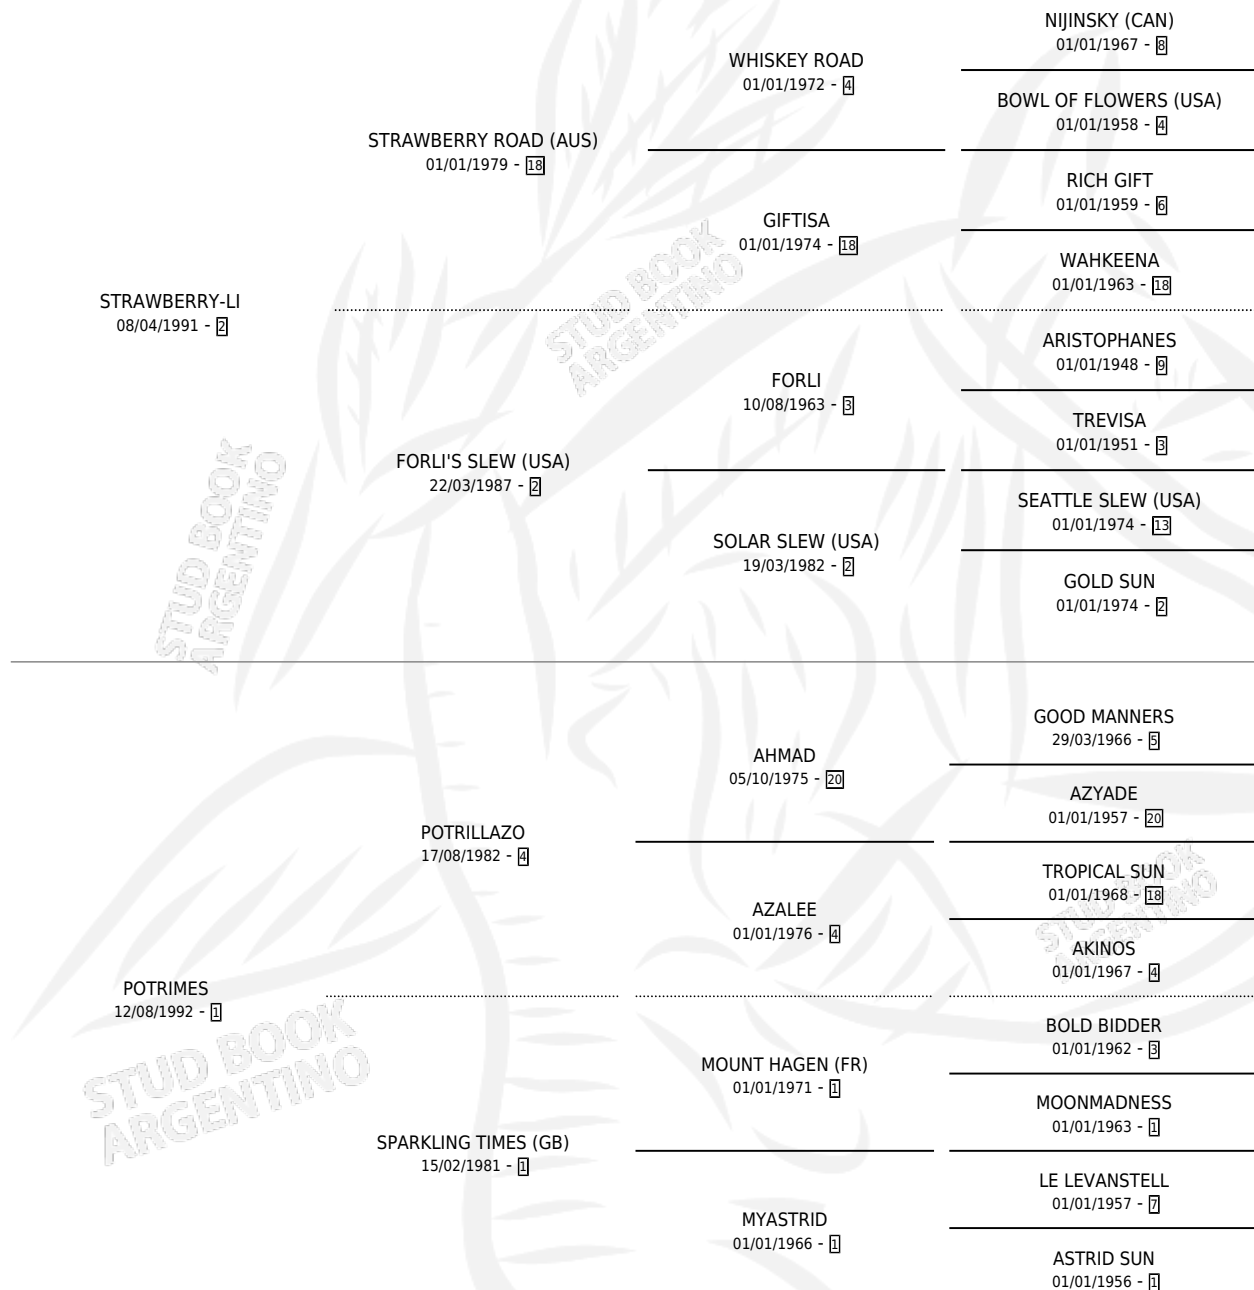 NIJINSKY (CAN)
01/01/1967 - 8
WHISKEY ROAD
01/01/1972 - 4
BOWL OF FLOWERS (USA)
01/01/1958 - 4
STRAWBERRY ROAD (AUS)
01/01/1979 - 18
RICH GIFT
01/01/1959 - 6
GIFTISA
01/01/1974 - 18
WAHKEENA
01/01/1963 - 18
STRAWBERRY-LI
08/04/1991 - 2
ARISTOPHANES
01/01/1948 - 9
FORLI
10/08/1963 - 3
TREVISA
01/01/1951 - 3
FORLI'S SLEW (USA)
22/03/1987 - 2
SEATTLE SLEW (USA)
01/01/1974 - 13
SOLAR SLEW (USA)
19/03/1982 - 2
GOLD SUN
01/01/1974 - 2
GOOD MANNERS
29/03/1966 - 5
AHMAD
05/10/1975 - 20
AZYADE
01/01/1957 - 20
POTRILLAZO
17/08/1982 - 4
TROPICAL SUN
01/01/1968 - 18
AZALEE
01/01/1976 - 4
AKINOS
01/01/1967 - 4
POTRIMES
12/08/1992 - 1
BOLD BIDDER
01/01/1962 - 3
MOUNT HAGEN (FR)
01/01/1971 - 1
MOONMADNESS
01/01/1963 - 1
SPARKLING TIMES (GB)
15/02/1981 - 1
LE LEVANSTELL
01/01/1957 - 7
MYASTRID
01/01/1966 - 1
ASTRID SUN
01/01/1956 - 1
STUD BOOK
ARGENTINO
STUD BOOK
ARGENTINO
STUD BOOK
ARGENTINO
STUD BOOK
ARGENTINO